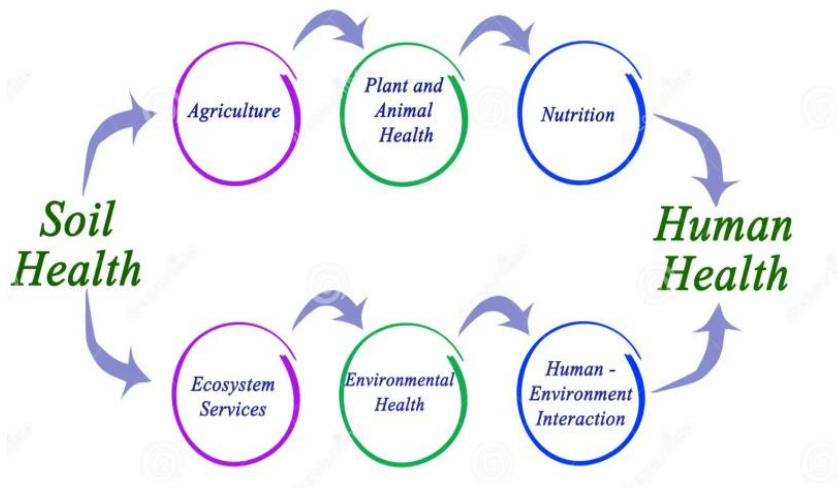 Agriculture
Plant and
Animal
Health
Nutrition
Soil
Health
Human
Health
Ecosystem
Services
Environmental
Health
Human -
Environment
Interaction